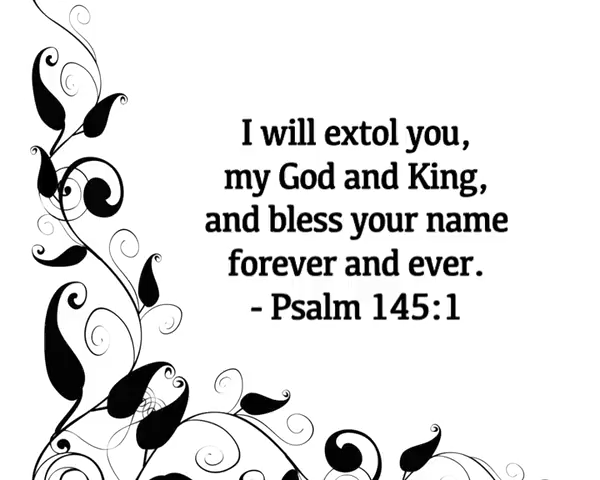 I will extol you,
my God and King,
and bless your name
forever and ever.
- Psalm 145:1